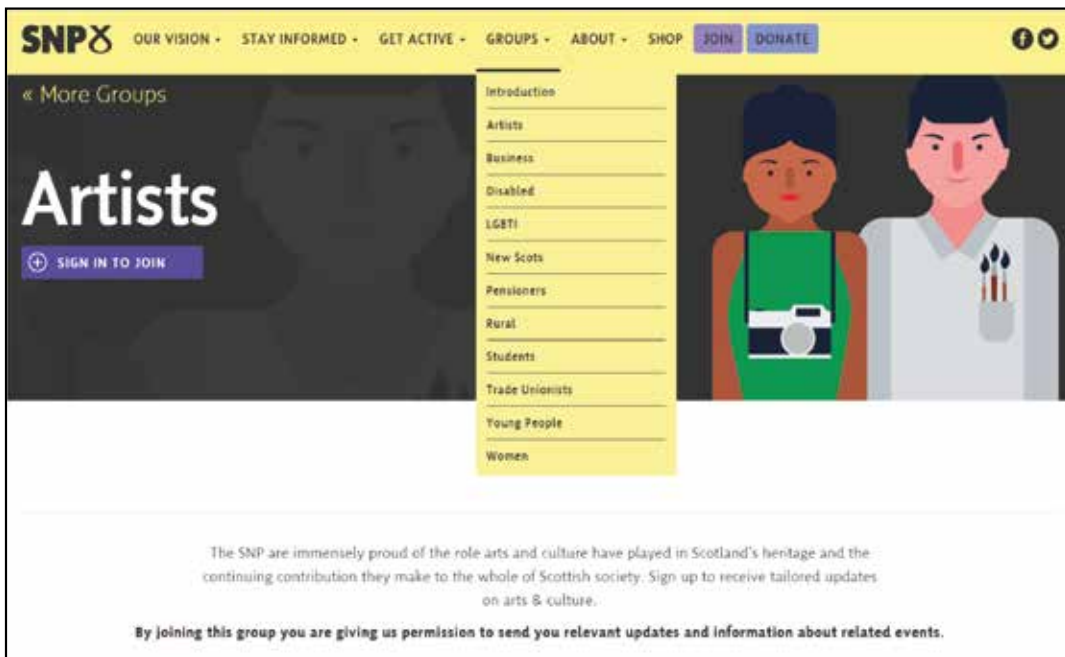 SNP OUR VISION STAY INFORMED GET ACTIVE GROUPS ABOUT SHOP JOIN DONATE
« More Groups
Artists
SIGN IN TO JOIN
Introduction
Artists
Business
Disabled
LGBTI
New Scots
Pensioners
Rural
Students
Trade Unionists
Young People
Women
The SNP are immensely proud of the role arts and culture have played in Scotland's heritage and the
continuing contribution they make to the whole of Scottish society. Sign up to receive tailored updates
on arts & culture.
By joining this group you are giving us permission to send you relevant updates and information about related events.